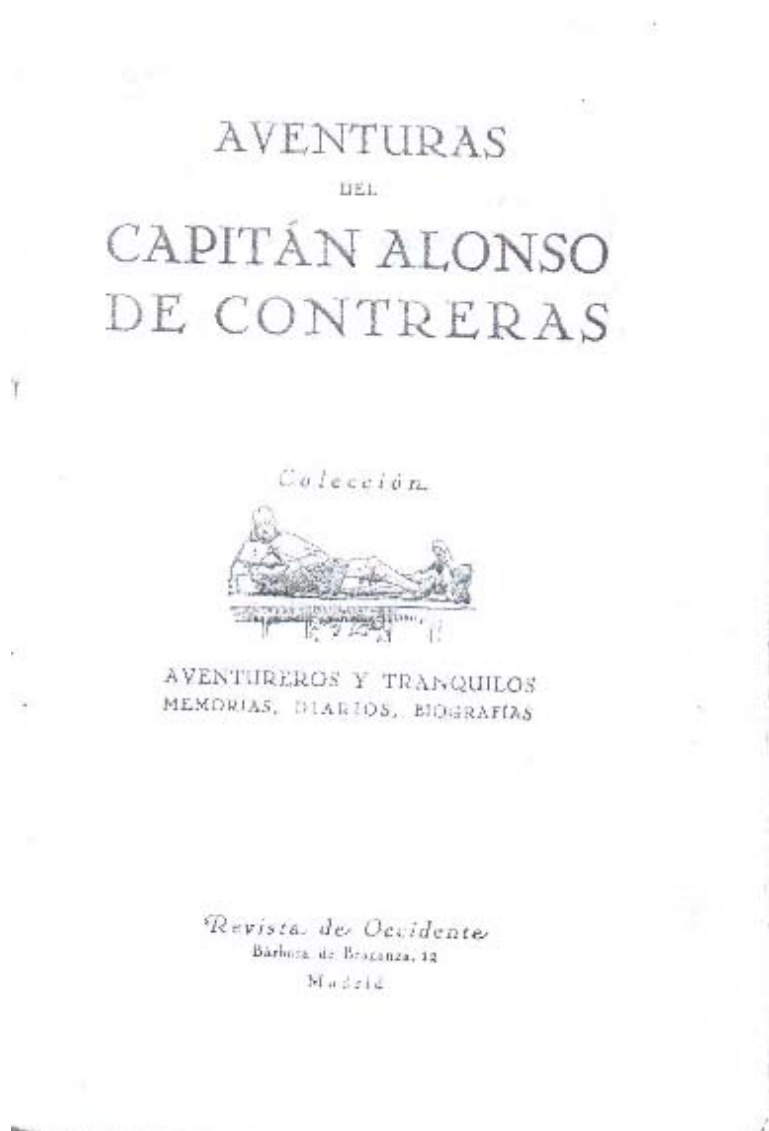 AVENTURAS
DEL
CAPITÁN ALONSO
DE CONTRERAS
Colección
AVENTUREROS Y TRANQUILOS
MEMORIAS, DIARIOS, BIOGRAFÍAS
Revista de Occidente
Bárbara de Braganza, 12
Madrid